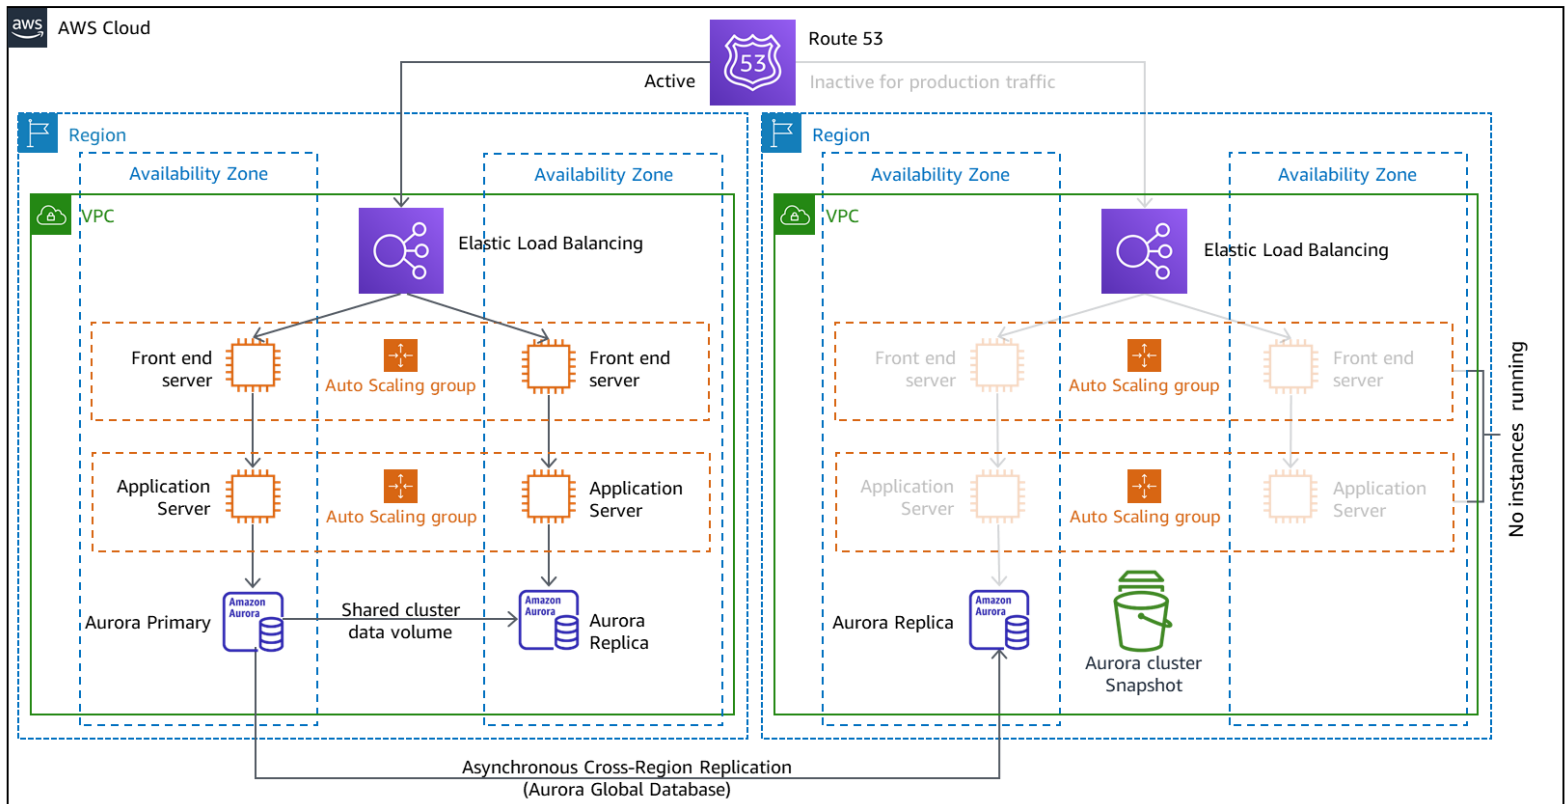 aws
AWS Cloud
Route 53
53
Active
Inactive for production traffic
Region
Availability Zone
Availability Zone
VPC
Elastic Load Balancing
Front end
server
Auto Scaling group
Front end
server
Application
Server
Auto Scaling group
Application
Server
Aurora Primary
Amazon
Aurora
Shared cluster
data volume
Amazon
Aurora
Aurora
Replica
Region
Availability Zone
Availability Zone
VPC
Elastic Load Balancing
Front end
server
Auto Scaling group
Front end
server
Application
Server
Auto Scaling group
Application
Server
No instances running
Aurora Replica
Amazon
Aurora
Aurora cluster
Snapshot
Asynchronous Cross-Region Replication
(Aurora Global Database)